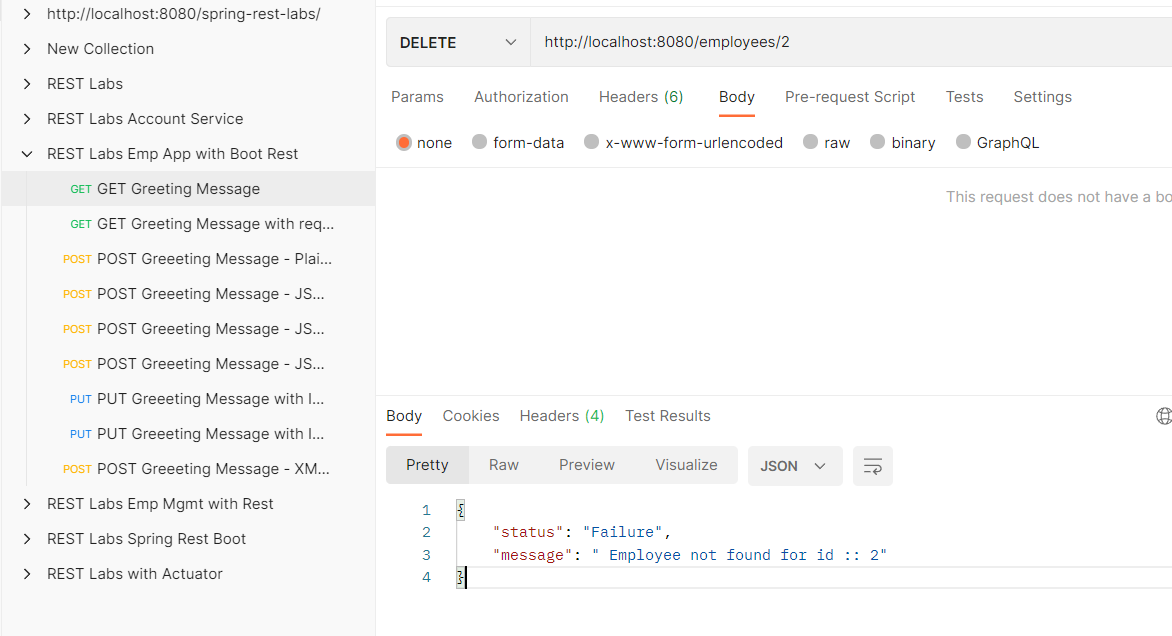 http://localhost:8080/spring-rest-labs/
New Collection
REST Labs
REST Labs Account Service
REST Labs Emp App with Boot Rest
GET GET Greeting Message
GET GET Greeting Message with req...
POST POST Greeeting Message - Plai...
POST POST Greeeting Message - JS...
POST POST Greeeting Message - JS...
POST POST Greeeting Message - JS...
PUT PUT Greeeting Message with I...
PUT PUT Greeeting Message with I...
POST POST Greeeting Message - XM...
REST Labs Emp Mgmt with Rest
REST Labs Spring Rest Boot
REST Labs with Actuator
DELETE http://localhost:8080/employees/2
Params Authorization Headers (6) Body Pre-request Script Tests Settings
none form-data x-www-form-urlencoded raw binary GraphQL
This request does not have a bo
Body Cookies Headers (4) Test Results
Pretty Raw Preview Visualize JSON
1 {
2 "status": "Failure",
3 "message": " Employee not found for id :: 2"
4 }